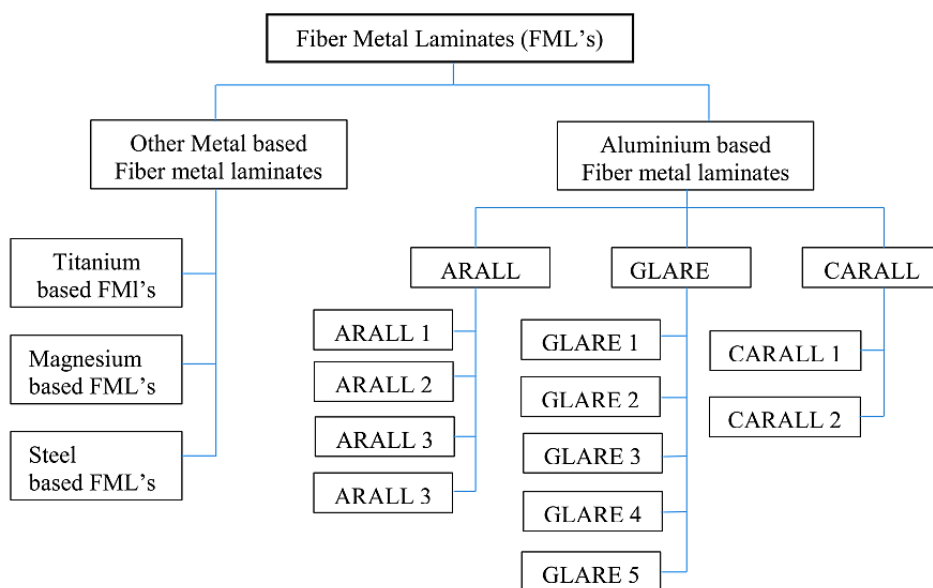 Fiber Metal Laminates (FML's)
Other Metal based
Fiber metal laminates
Aluminium based
Fiber metal laminates
Titanium
based FMl's
Magnesium
based FML's
Steel
based FML's
ARALL
GLARE
CARALL
ARALL 1
ARALL 2
ARALL 3
ARALL 3
GLARE 1
GLARE 2
GLARE 3
GLARE 4
GLARE 5
CARALL 1
CARALL 2